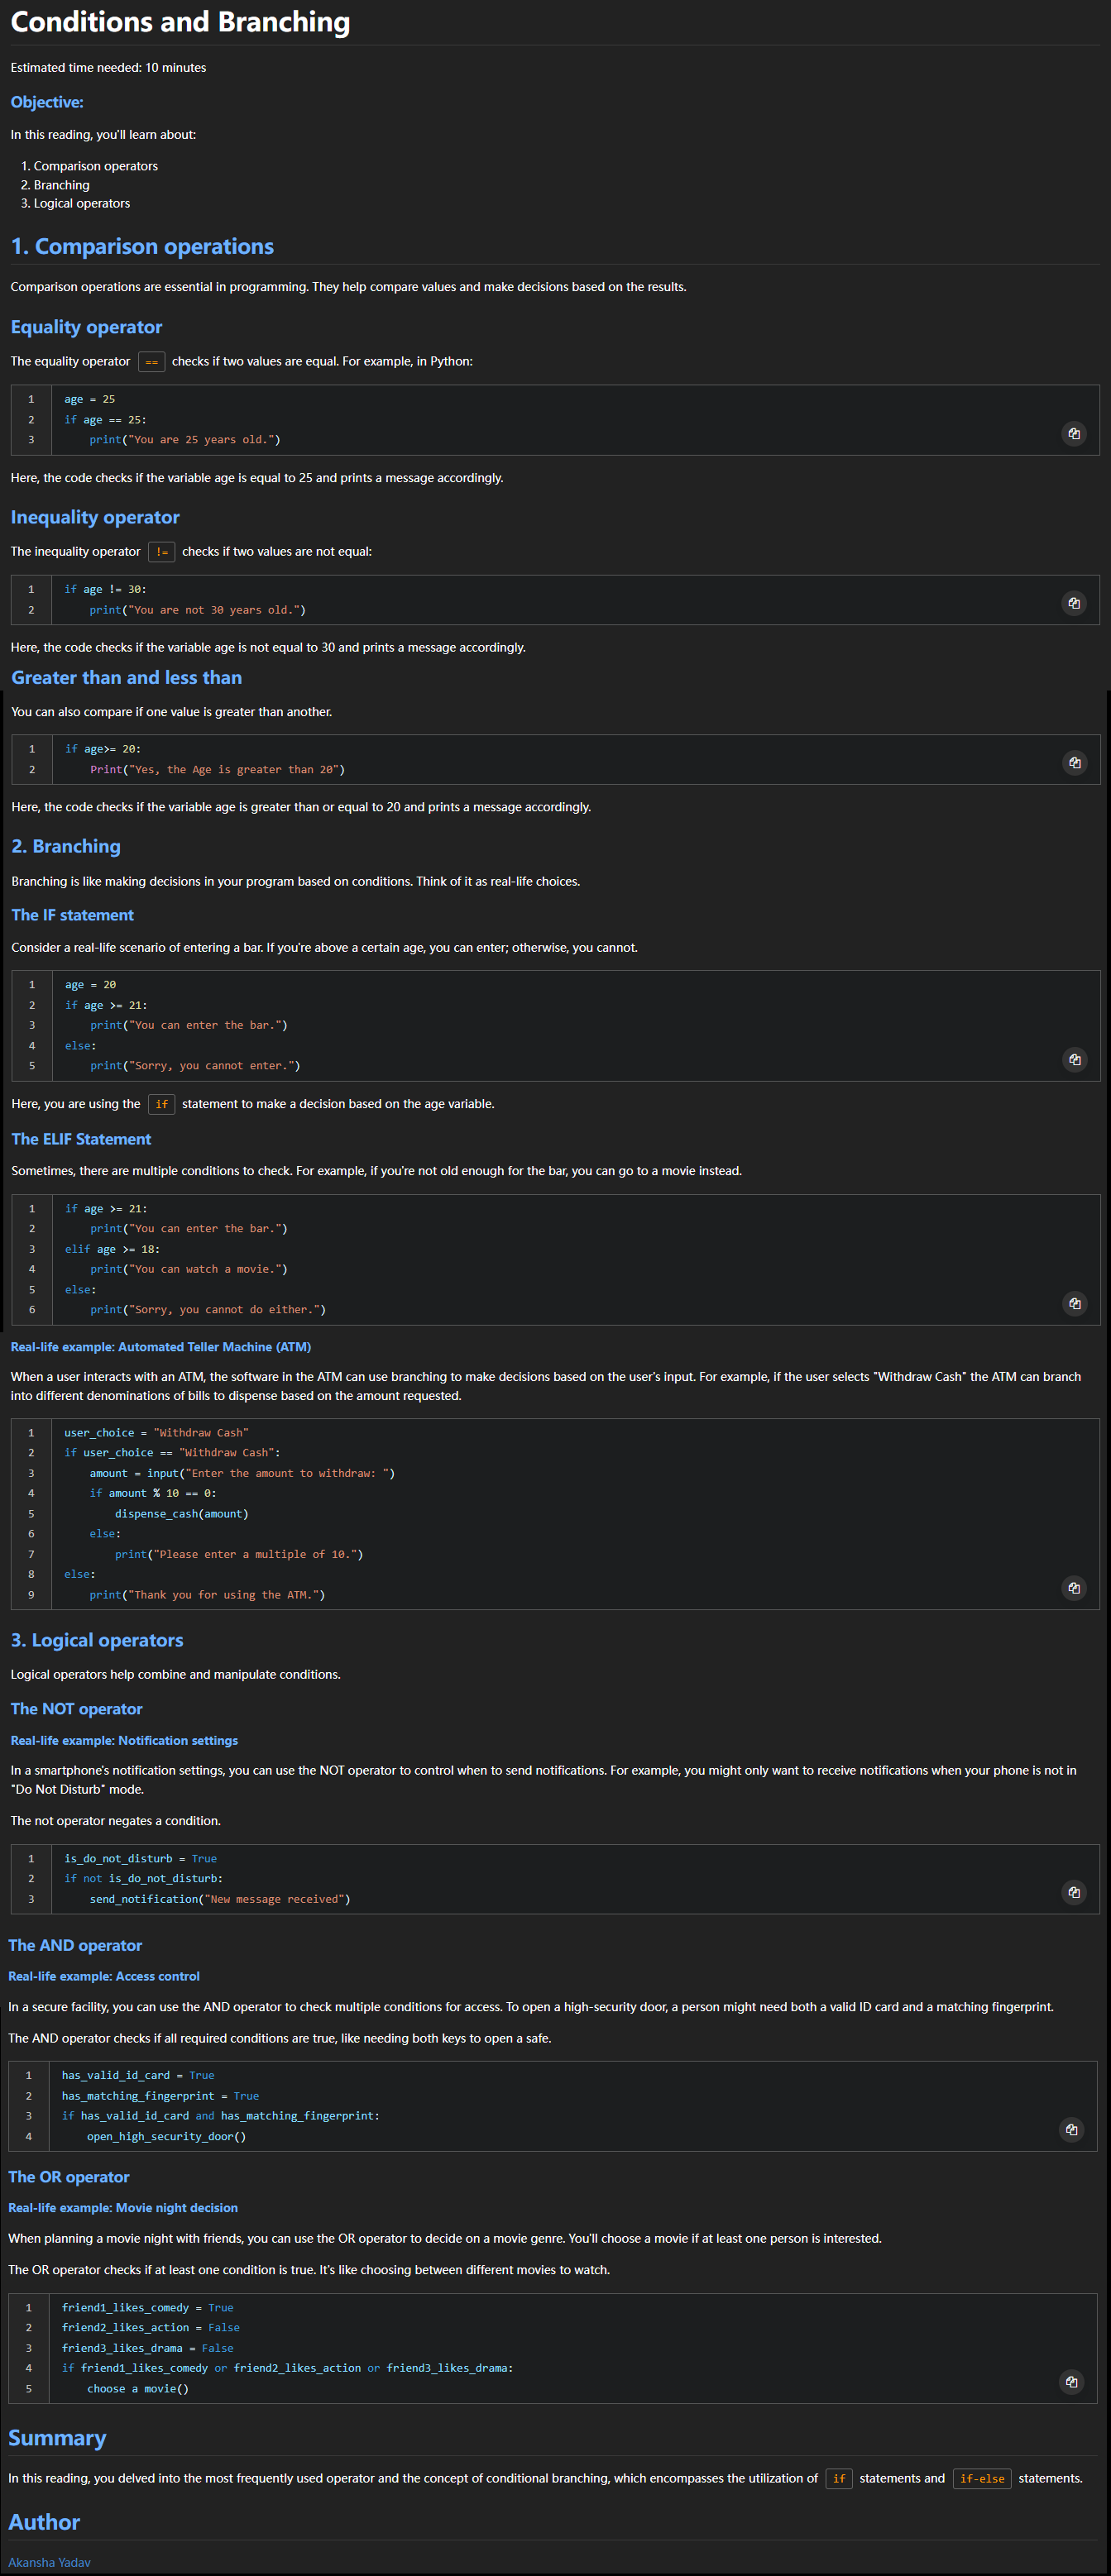 Conditions and Branching
Estimated time needed: 10 minutes
Objective:
In this reading, you'll learn about:
1. Comparison operators
2. Branching
3. Logical operators
1. Comparison operations
Comparison operations are essential in programming. They help compare values and make decisions based on the results.
Equality operator
The equality operator == checks if two values are equal. For example, in Python:
1 age = 25
2 if age == 25:
3     print("You are 25 years old.")
Here, the code checks if the variable age is equal to 25 and prints a message accordingly.
Inequality operator
The inequality operator != checks if two values are not equal:
1 if age != 30:
2     print("You are not 30 years old.")
Here, the code checks if the variable age is not equal to 30 and prints a message accordingly.
Greater than and less than
You can also compare if one value is greater than another.
1 if age>= 20:
2     Print("Yes, the Age is greater than 20")
Here, the code checks if the variable age is greater than or equal to 20 and prints a message accordingly.
2. Branching
Branching is like making decisions in your program based on conditions. Think of it as real-life choices.
The IF statement
Consider a real-life scenario of entering a bar. If you're above a certain age, you can enter; otherwise, you cannot.
1 age = 20
2 if age >= 21:
3     print("You can enter the bar.")
4 else:
5     print("Sorry, you cannot enter.")
Here, you are using the if statement to make a decision based on the age variable.
The ELIF Statement
Sometimes, there are multiple conditions to check. For example, if you're not old enough for the bar, you can go to a movie instead.
1 if age >= 21:
2     print("You can enter the bar.")
3 elif age >= 18:
4     print("You can watch a movie.")
5 else:
6     print("Sorry, you cannot do either.")
Real-life example: Automated Teller Machine (ATM)
When a user interacts with an ATM, the software in the ATM can use branching to make decisions based on the user's input. For example, if the user selects "Withdraw Cash" the ATM can branch
into different denominations of bills to dispense based on the amount requested.
1 user_choice = "Withdraw Cash"
2 if user_choice == "Withdraw Cash":
3     amount = input("Enter the amount to withdraw: ")
4     if amount % 10 == 0:
5         dispense_cash(amount)
6     else:
7         print("Please enter a multiple of 10.")
8 else:
9     print("Thank you for using the ATM.")
3. Logical operators
Logical operators help combine and manipulate conditions.
The NOT operator
Real-life example: Notification settings
In a smartphone's notification settings, you can use the NOT operator to control when to send notifications. For example, you might only want to receive notifications when your phone is not in
"Do Not Disturb" mode.
The not operator negates a condition.
1 is_do_not_disturb = True
2 if not is_do_not_disturb:
3     send_notification("New message received")
The AND operator
Real-life example: Access control
In a secure facility, you can use the AND operator to check multiple conditions for access. To open a high-security door, a person might need both a valid ID card and a matching fingerprint.
The AND operator checks if all required conditions are true, like needing both keys to open a safe.
1 has_valid_id_card = True
2 has_matching_fingerprint = True
3 if has_valid_id_card and has_matching_fingerprint:
4     open_high_security_door()
The OR operator
Real-life example: Movie night decision
When planning a movie night with friends, you can use the OR operator to decide on a movie genre. You'll choose a movie if at least one person is interested.
The OR operator checks if at least one condition is true. It's like choosing between different movies to watch.
1 friend1_likes_comedy = True
2 friend2_likes_action = False
3 friend3_likes_drama = False
4 if friend1_likes_comedy or friend2_likes_action or friend3_likes_drama:
5     choose a movie()
Summary
In this reading, you delved into the most frequently used operator and the concept of conditional branching, which encompasses the utilization of if statements and if-else statements.
Author
Akansha Yadav